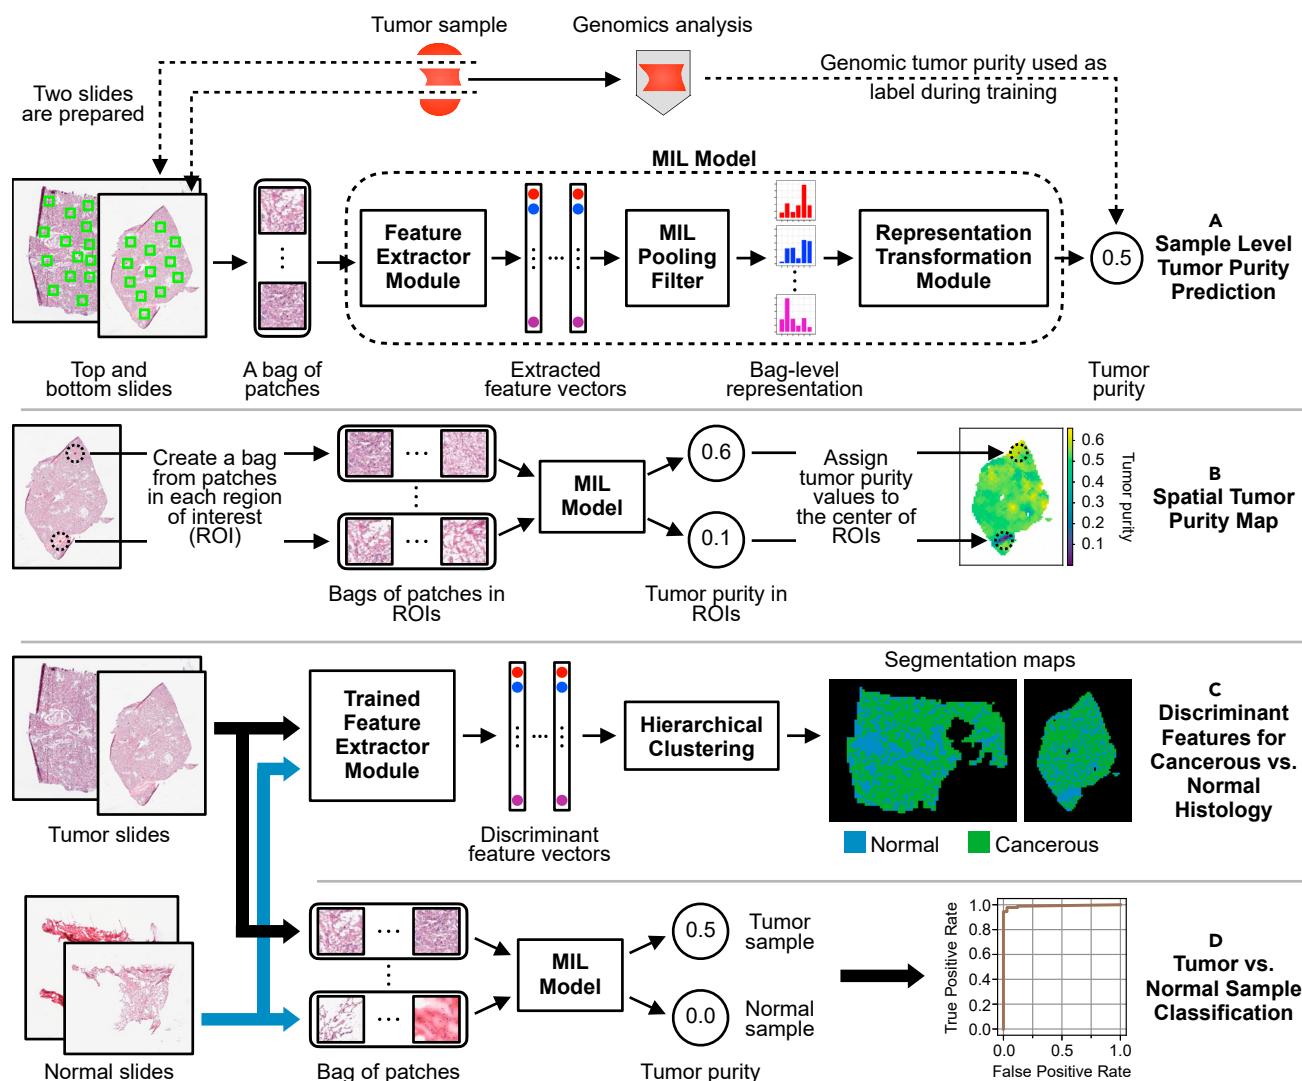 Tumor sample
Genomics analysis
Two slides
are prepared
Genomic tumor purity used as
label during training
MIL Model
Feature
Extractor
Module
MIL
Pooling
Filter
Representation
Transformation
Module
0.5
A
Sample Level
Tumor Purity
Prediction
Top and
bottom slides
A bag of
patches
Extracted
feature vectors
Bag-level
representation
Tumor
purity
Create a bag
from patches
in each region
of interest
(ROI)
MIL
Model
0.6
0.1
Assign
tumor purity
values to
the center of
ROIs
0.6
0.5
0.4
0.3
0.2
0.1
Tumor purity
B
Spatial Tumor
Purity Map
Bags of patches in
ROIs
Tumor purity in
ROIs
Trained
Feature
Extractor
Module
Hierarchical
Clustering
Segmentation maps
Normal
Cancerous
C
Discriminant
Features for
Cancerous vs.
Normal
Histology
Tumor slides
Discriminant
feature vectors
MIL
Model
0.5
Tumor
sample
0.0
Normal
sample
True Positive Rate
1.0
0.8
0.6
0.4
0.2
0.0
0.0
0.5
1.0
False Positive Rate
D
Tumor vs.
Normal Sample
Classification
Normal slides
Bag of patches
Tumor purity